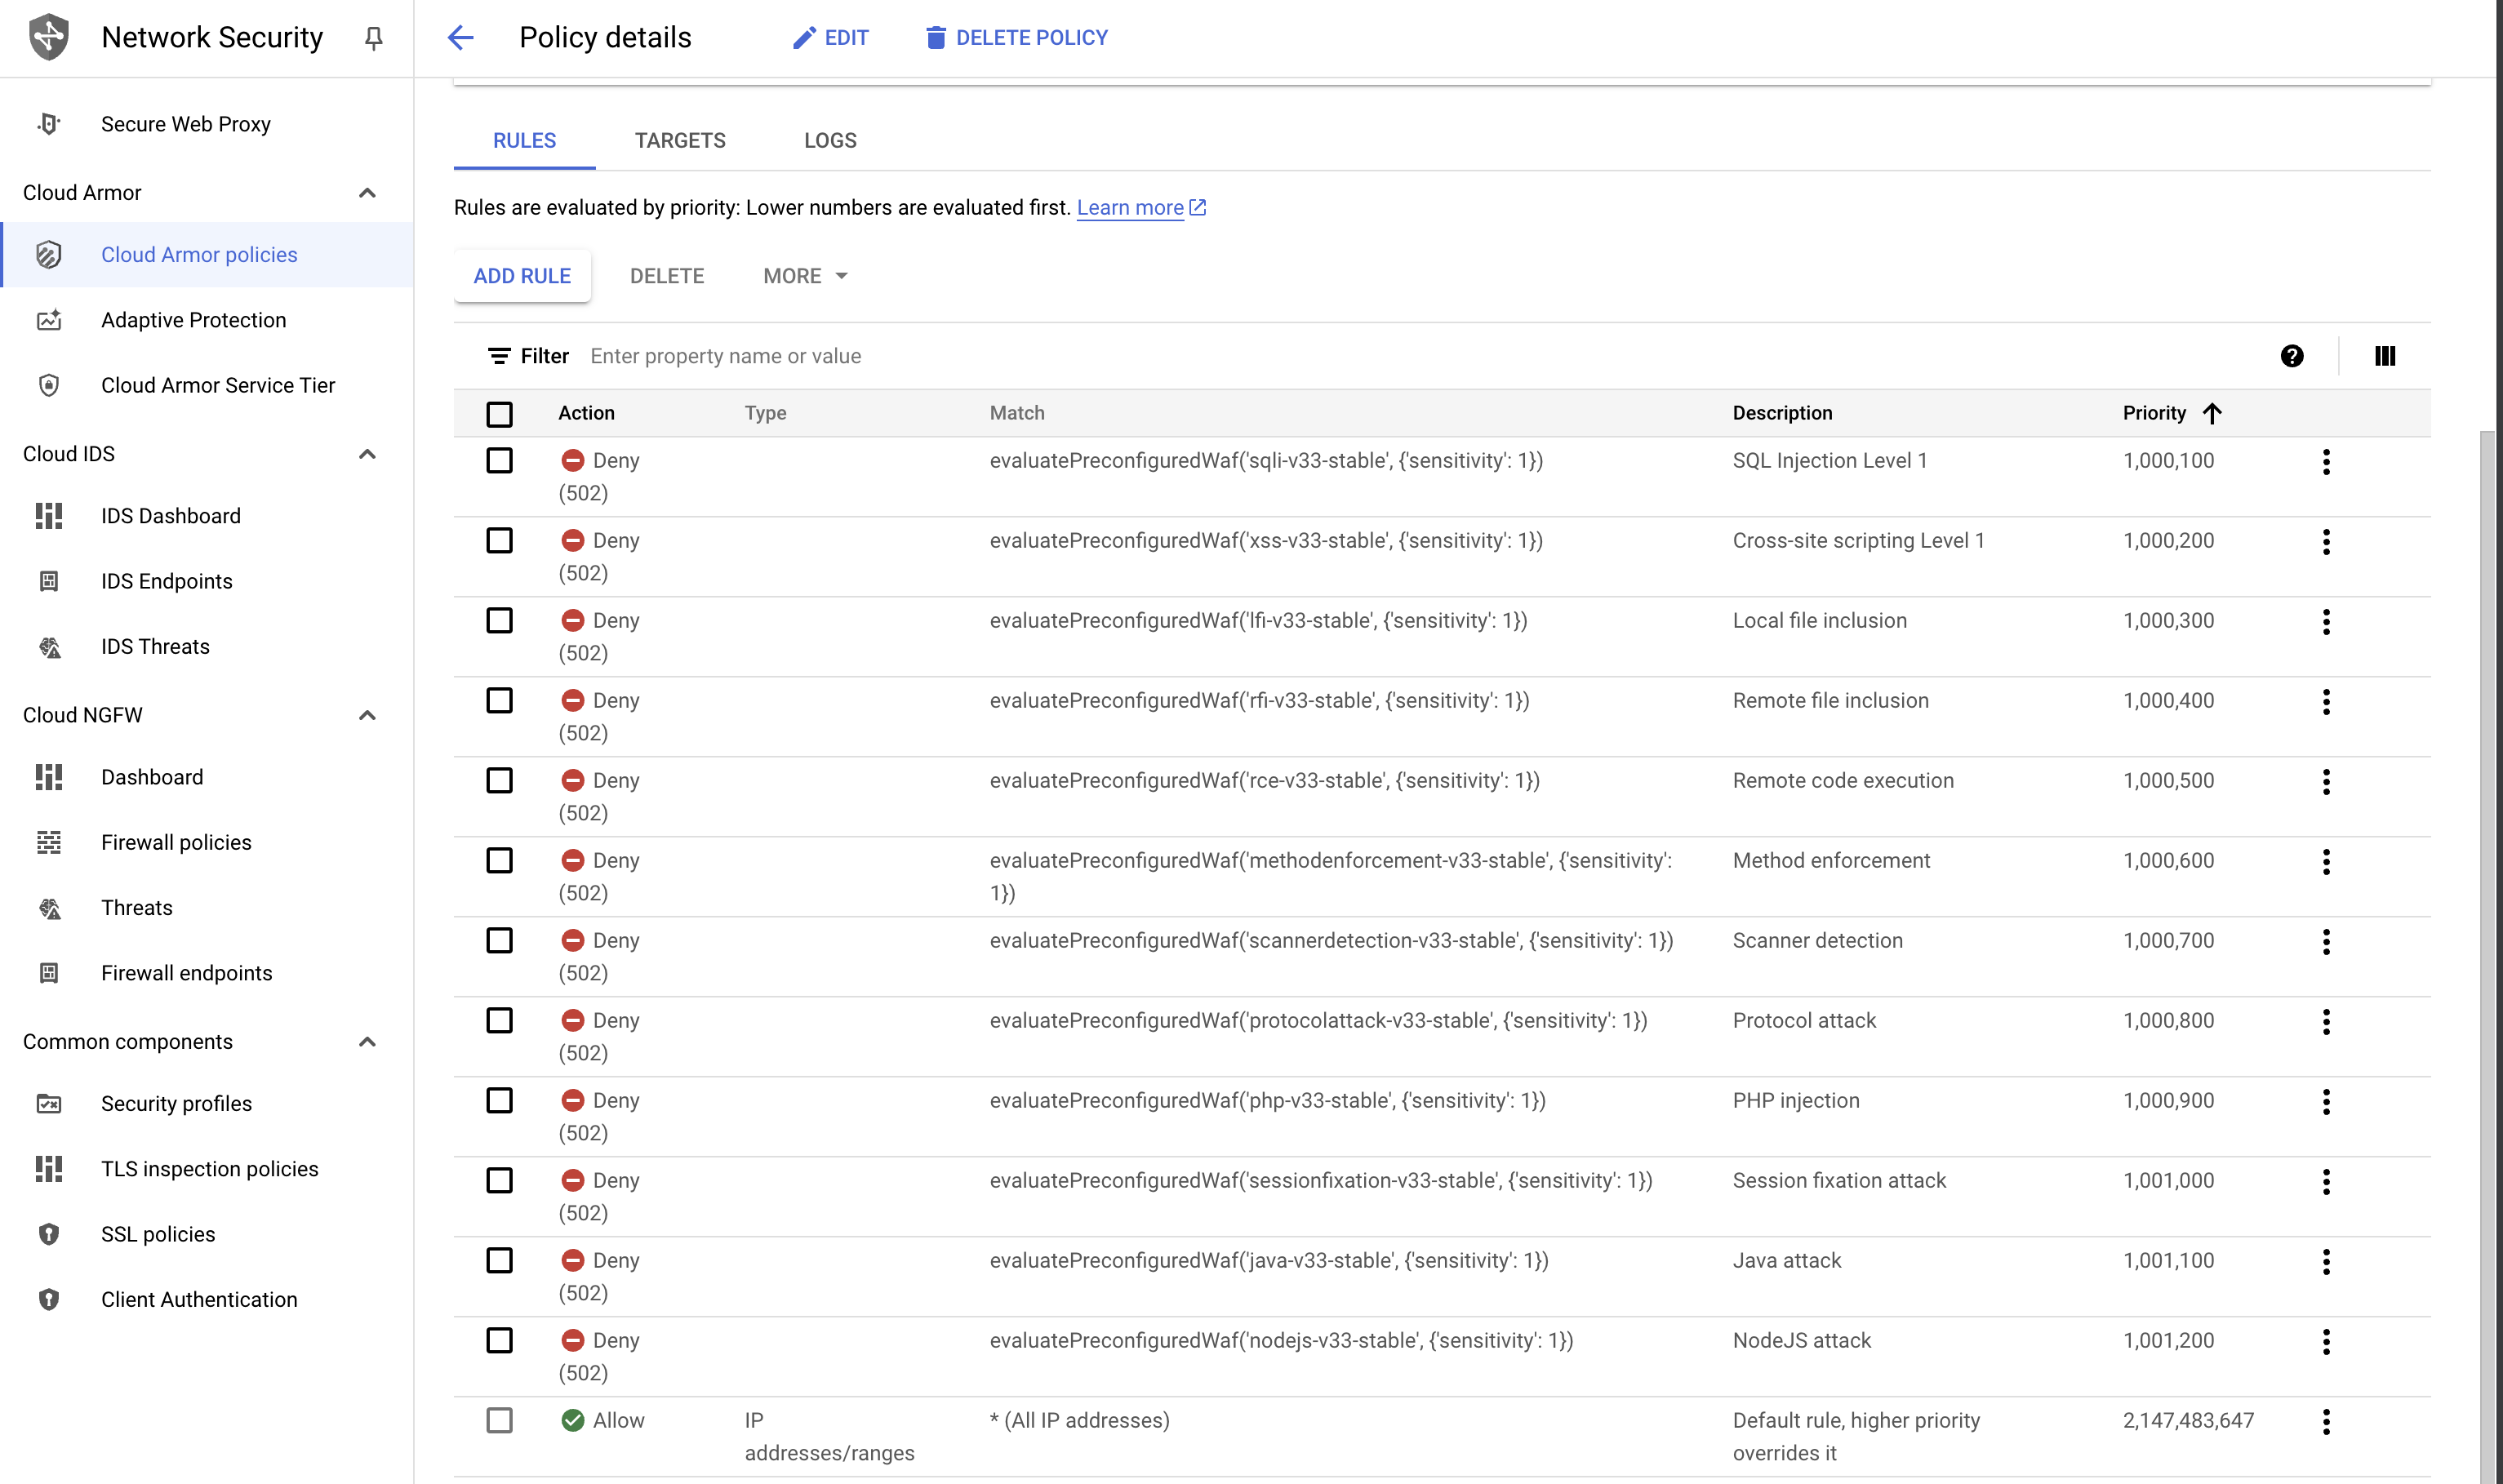 Network Security
Policy details
EDIT
DELETE POLICY
Secure Web Proxy
Cloud Armor
Cloud Armor policies
Adaptive Protection
Cloud Armor Service Tier
Cloud IDS
IDS Dashboard
IDS Endpoints
IDS Threats
Cloud NGFW
Dashboard
Firewall policies
Threats
Firewall endpoints
Common components
Security profiles
TLS inspection policies
SSL policies
Client Authentication
RULES TARGETS LOGS
Rules are evaluated by priority: Lower numbers are evaluated first. Learn more
ADD RULE DELETE MORE
Filter Enter property name or value
Action Type Match Description Priority
Deny evaluatePreconfiguredWaf('sqli-v33-stable', {'sensitivity': 1}) SQL Injection Level 1 1,000,100
(502)
Deny evaluatePreconfiguredWaf('xss-v33-stable', {'sensitivity': 1}) Cross-site scripting Level 1 1,000,200
(502)
Deny evaluatePreconfiguredWaf('lfi-v33-stable', {'sensitivity': 1}) Local file inclusion 1,000,300
(502)
Deny evaluatePreconfiguredWaf('rfi-v33-stable', {'sensitivity': 1}) Remote file inclusion 1,000,400
(502)
Deny evaluatePreconfiguredWaf('rce-v33-stable', {'sensitivity': 1}) Remote code execution 1,000,500
(502)
Deny evaluatePreconfiguredWaf('methodenforcement-v33-stable', {'sensitivity': Method enforcement 1,000,600
(502) 1})
Deny evaluatePreconfiguredWaf('scannerdetection-v33-stable', {'sensitivity': 1}) Scanner detection 1,000,700
(502)
Deny evaluatePreconfiguredWaf('protocolattack-v33-stable', {'sensitivity': 1}) Protocol attack 1,000,800
(502)
Deny evaluatePreconfiguredWaf('php-v33-stable', {'sensitivity': 1}) PHP injection 1,000,900
(502)
Deny evaluatePreconfiguredWaf('sessionfixation-v33-stable', {'sensitivity': 1}) Session fixation attack 1,001,000
(502)
Deny evaluatePreconfiguredWaf('java-v33-stable', {'sensitivity': 1}) Java attack 1,001,100
(502)
Deny evaluatePreconfiguredWaf('nodejs-v33-stable', {'sensitivity': 1}) NodeJS attack 1,001,200
(502)
Allow IP * (All IP addresses) Default rule, higher priority 2,147,483,647
addresses/ranges overrides it